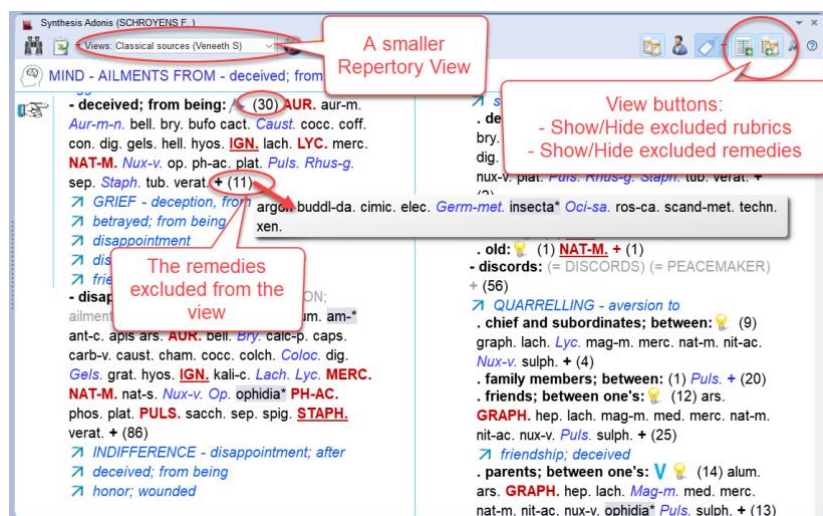 Synthesis Adonis (SCHROYENS F. )
Views: Classical sources (Veneeth S)
A smaller
Repertory View
MIND - AILMENTS FROM - deceived; from
View buttons:
- Show/Hide excluded rubrics
- Show/Hide excluded remedies
- deceived; from being: (30) AUR. aur-m.
Aur-m-n. bell. bry. bufo cact. Caust. cocc. coff.
con. dig. gels. hell. hyos. IGN. lach. LYC. merc.
NAT-M. Nux-v. op. ph-ac. plat. Puls. Rhus-g.
sep. Staph. tub. verat. + (11)
GRIEF - deception, from
betrayed; from being
disappointment
argon buddl-da. cimic. elec. Germ-met. insecta* Oci-sa. ros-ca. scand-met. techn.
xen.
The remedies
excluded from the
view
ant-c. apis ars. AUR. bell. Bry. calc-p. caps.
carb-v. caust. cham. cocc. colch. Coloc. dig.
Gels. grat. hyos. IGN. kali-c. Lach. Lyc. MERC.
NAT-M. nat-s. Nux-v. Op. ophidia* PH-AC.
phos. plat. PULS. sacch. sep. spig. STAPH.
verat. + (86)
INDIFFERENCE - disappointment; after
deceived; from being
honor; wounded
bry.
dig.
nux-v. plat. Puls. Rhus-g. Staph. tub. verat. +
. old: (1) NAT-M. + (1)
- discords: (= DISCORDS) (= PEACEMAKER)
+ (56)
QUARRELLING - aversion to
. chief and subordinates; between: (9)
graph. lach. Lyc. mag-m. merc. nat-m. nit-ac.
Nux-v. sulph. + (4)
. family members; between: (1) Puls. + (20)
. friends; between one's: (12) ars.
GRAPH. hep. lach. mag-m. med. merc. nat-m.
nit-ac. nux-v. Puls. sulph. + (25)
friendship; deceived
. parents; between one's: V (14) alum.
ars. GRAPH. hep. lach. Mag-m. med. merc.
nat-m. nit-ac. nux-v. ophidia* Puls. sulph. + (13)